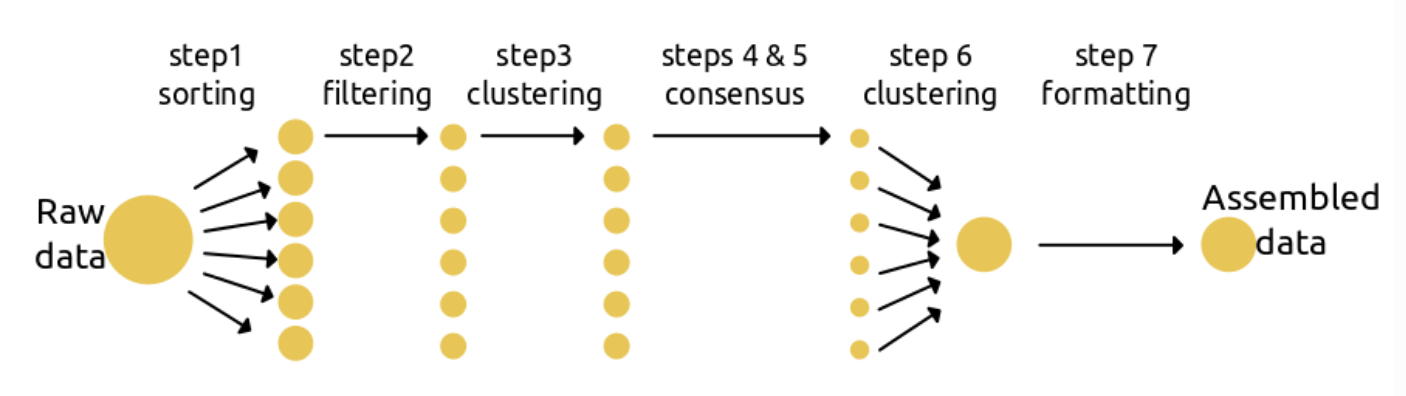 step1
sorting
step2
filtering
step3
clustering
steps 4 & 5
consensus
step 6
clustering
step 7
formatting
Raw
data
Assembled
data